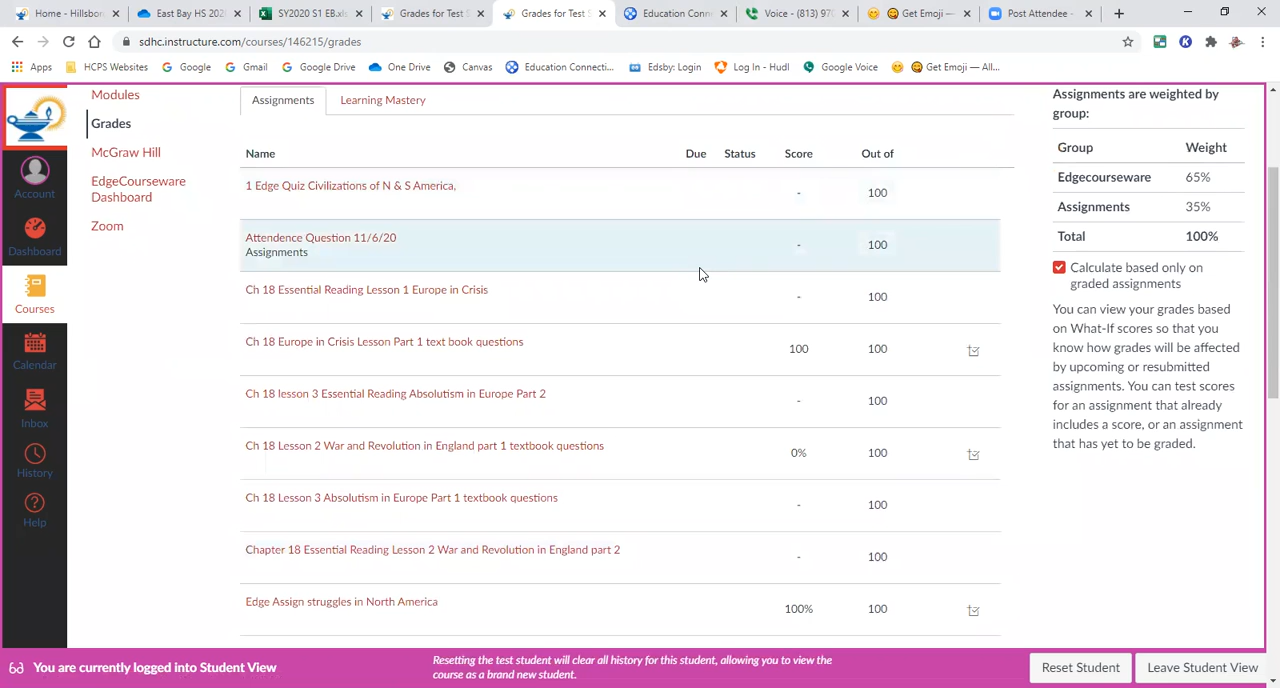 Home - Hillsbor
East Bay HS 202
SY2020 S1 EB.xls
Grades for Test S
Grades for Test S
Education Conn
Voice - (813) 970
Get Emoji —
Post Attendee -
sdhc.instructure.com/courses/146215/grades
Apps
HCPS Websites
Google
Gmail
Google Drive
One Drive
Canvas
Education Connecti...
Edsby: Login
Log In - Hudl
Google Voice
Get Emoji — All...
Account
Dashboard
Courses
Calendar
Inbox
History
Help
Modules
Grades
McGraw Hill
EdgeCourseware
Dashboard
Zoom
Assignments
Learning Mastery
Name Due Status Score Out of
1 Edge Quiz Civilizations of N & S America,
- 100
Attendence Question 11/6/20
Assignments
- 100
Ch 18 Essential Reading Lesson 1 Europe in Crisis
- 100
Ch 18 Europe in Crisis Lesson Part 1 text book questions
100 100
Ch 18 lesson 3 Essential Reading Absolutism in Europe Part 2
- 100
Ch 18 Lesson 2 War and Revolution in England part 1 textbook questions
0% 100
Ch 18 Lesson 3 Absolutism in Europe Part 1 textbook questions
- 100
Chapter 18 Essential Reading Lesson 2 War and Revolution in England part 2
- 100
Edge Assign struggles in North America
100% 100
Assignments are weighted by
group:
Group Weight
Edgecourseware 65%
Assignments 35%
Total 100%
Calculate based only on
graded assignments
You can view your grades based
on What-If scores so that you
know how grades will be affected
by upcoming or resubmitted
assignments. You can test scores
for an assignment that already
includes a score, or an assignment
that has yet to be graded.
You are currently logged into Student View
Resetting the test student will clear all history for this student, allowing you to view the
course as a brand new student.
Reset Student
Leave Student View